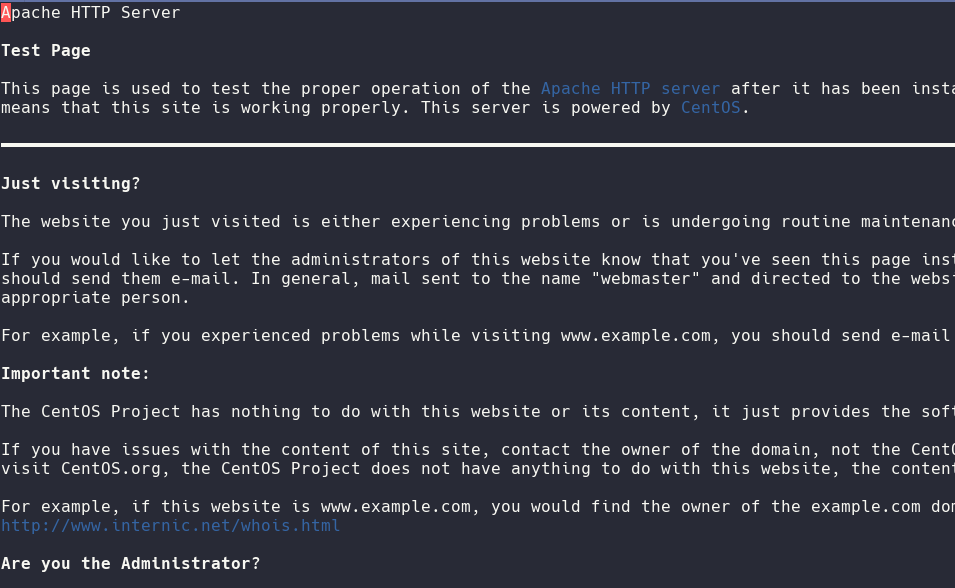 Apache HTTP Server
Test Page
This page is used to test the proper operation of the Apache HTTP server after it has been
means that this site is working properly. This server is powered by CentOS.
Just visiting?
The website you just visited is either experiencing problems or is undergoing routine
If you would like to let the administrators of this website know that you've seen this page
should send them e-mail. In general, mail sent to the name "webmaster" and directed to the
appropriate person.
For example, if you experienced problems while visiting www.example.com, you should send e-mail
Important note:
The CentOS Project has nothing to do with this website or its content, it just provides the
If you have issues with the content of this site, contact the owner of the domain, not the
visit CentOS.org, the CentOS Project does not have anything to do with this website, the
For example, if this website is www.example.com, you would find the owner of the example.com
http://www.internic.net/whois.html
Are you the Administrator?